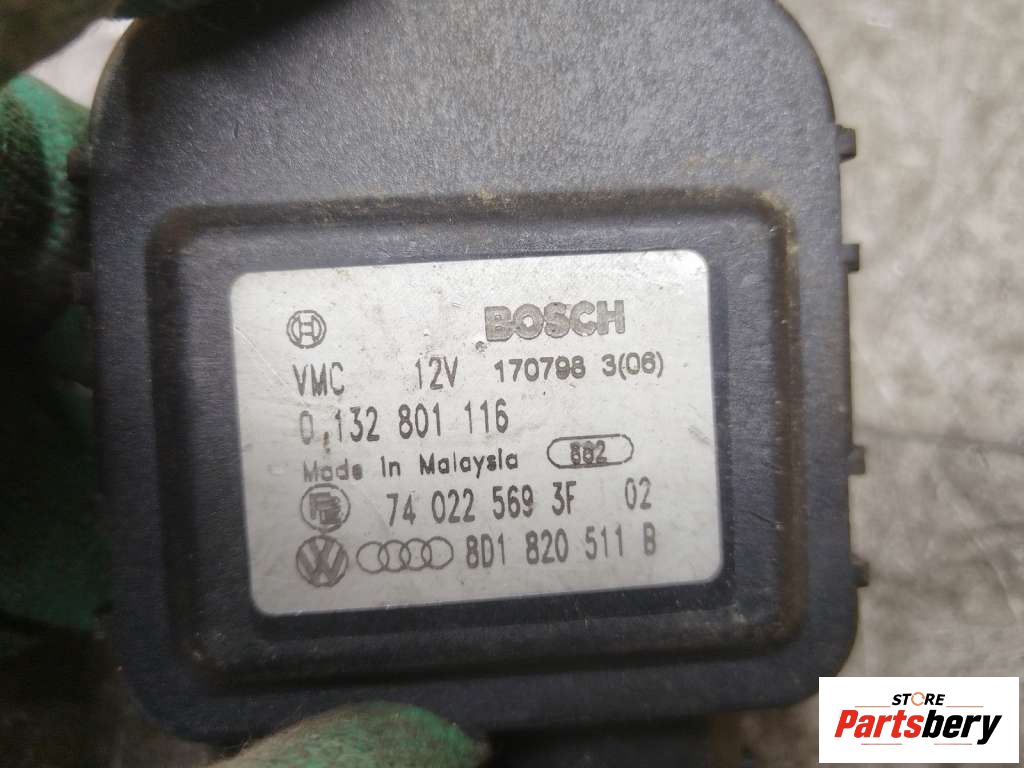 BOSCH
VMC 12V 170798 3(06)
0 132 801 116
Made in Malaysia 862
74 022 569 3F 02
8D1 820 511 B
STORE
Partsbery